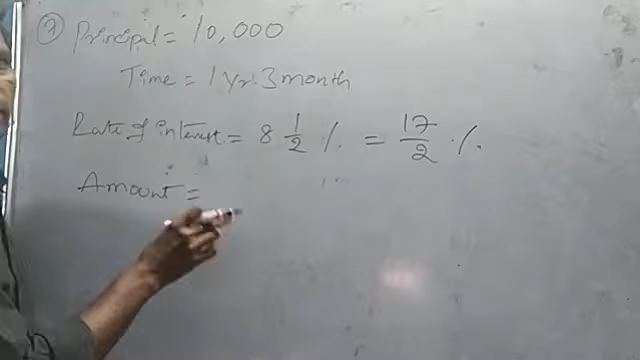 7 Principal = 10,000
Time = 1 yr. 3 month
Rate of interest = 8 1/2 % = 17/2 %
Amount =